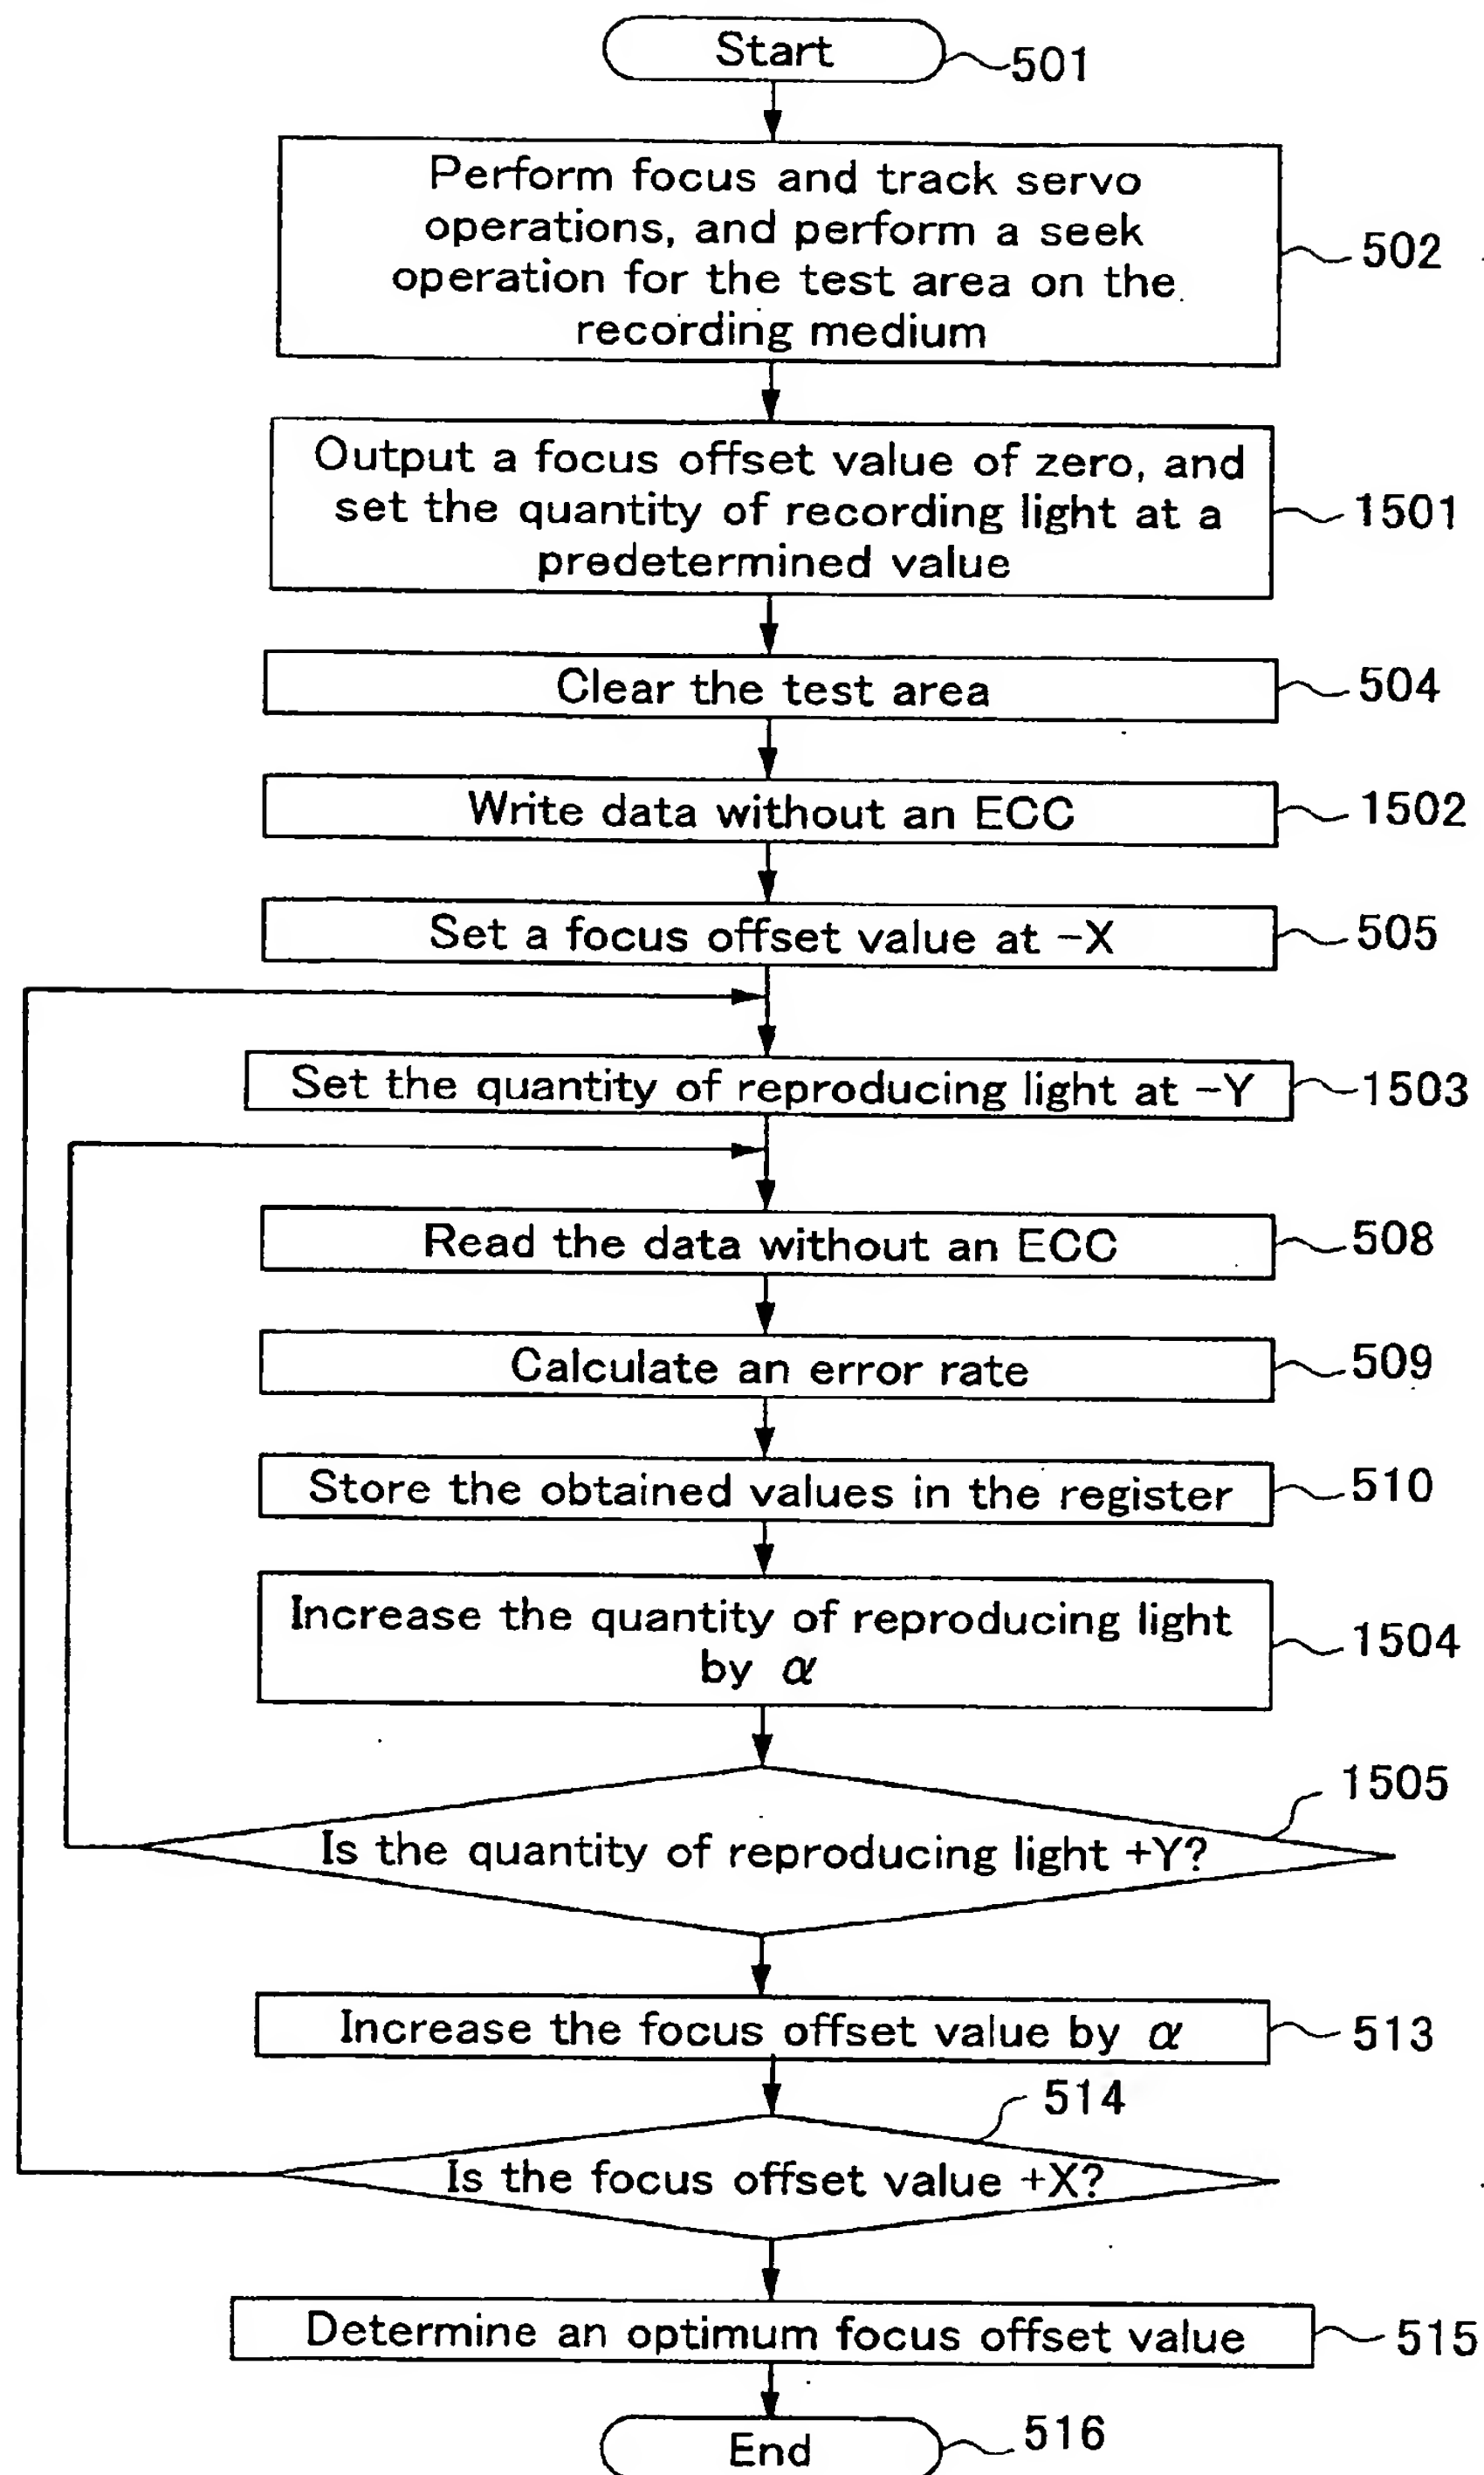 Start
501
Perform focus and track servo
operations, and perform a seek
operation for the test area on the
recording medium
502
Output a focus offset value of zero, and
set the quantity of recording light at a
predetermined value
1501
Clear the test area
504
Write data without an ECC
1502
Set a focus offset value at -X
505
Set the quantity of reproducing light at -Y
1503
Read the data without an ECC
508
Calculate an error rate
509
Store the obtained values in the register
510
Increase the quantity of reproducing light
by α
1504
1505
Is the quantity of reproducing light +Y?
Increase the focus offset value by α
513
514
Is the focus offset value +X?
Determine an optimum focus offset value
515
End
516